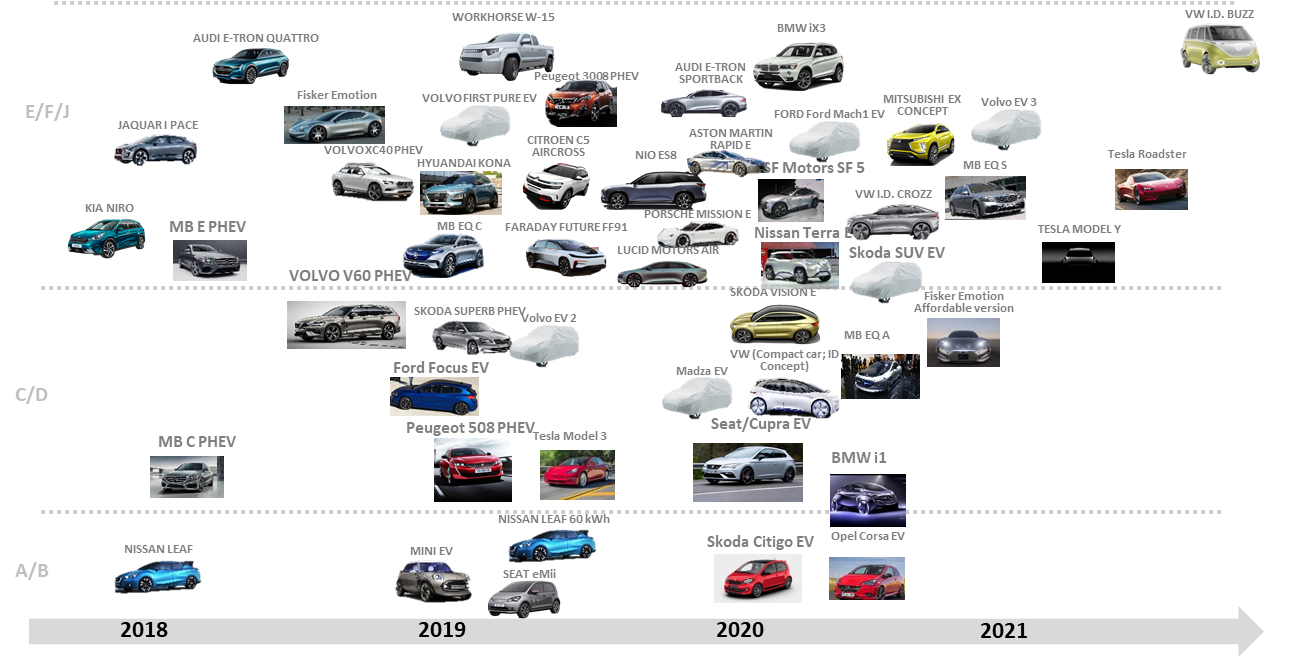 WORKHORSE W-15
VW I.D. BUZZ
AUDI E-TRON QUATTRO
BMW iX3
Peugeot 3008 PHEV
AUDI E-TRON
SPORTBACK
E/F/J
Fisker Emotion
VOLVO FIRST PURE EV
MITSUBISHI EX
CONCEPT
Volvo EV 3
FORD Ford Mach1 EV
JAQUAR I PACE
ASTON MARTIN
RAPID E
CITROEN C5
AIRCROSS
VOLVO XC40 PHEV
HYUANDAI KONA
NIO ES8
SF Motors SF 5
MB EQ S
Tesla Roadster
VW I.D. CROZZ
KIA NIRO
MB E PHEV
MB EQ C
FARADAY FUTURE FF91
PORSCHE MISSION E
Nissan Terra E
TESLA MODEL Y
LUCID MOTORS AIR
Skoda SUV EV
VOLVO V60 PHEV
SKODA VISION E
Fisker Emotion
Affordable version
SKODA SUPERB PHEV
Volvo EV 2
MB EQ A
VW (Compact car; ID
Concept)
Ford Focus EV
Madza EV
C/D
Seat/Cupra EV
Peugeot 508 PHEV
Tesla Model 3
MB C PHEV
BMW i1
NISSAN LEAF 60 kWh
Opel Corsa EV
Skoda Citigo EV
NISSAN LEAF
MINI EV
A/B
SEAT eMii
2018
2019
2020
2021